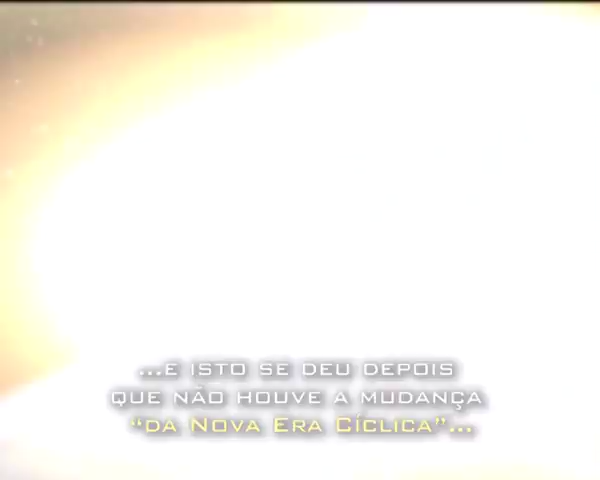 ...E ISTO SE DEU DEPOIS
QUE NÃO HOUVE A MUDANÇA
“DA NOVA ERA CÍCLICA”...